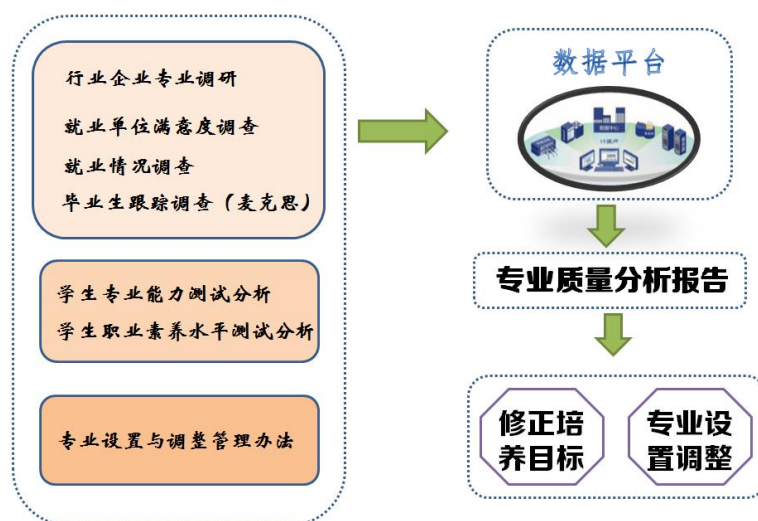 行业企业专业调研
就业单位满意度调查
就业情况调查
毕业生跟踪调查（麦克思）
学生专业能力测试分析
学生职业素养水平测试分析
专业设置与调整管理办法
数据平台
数据中心
专业质量分析报告
修正培
养目标
专业设
置调整